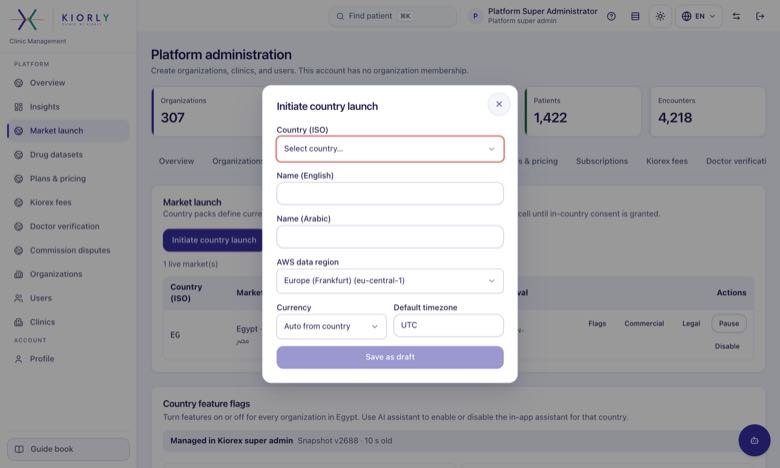 KIORLY
Clinic Management
Find patient ⌘K
P
Platform Super Administrator
Platform super admin
EN
PLATFORM
Overview
Insights
Market launch
Drug datasets
Plans & pricing
Kiorex fees
Doctor verification
Commission disputes
Organizations
Users
Clinics
ACCOUNT
Profile
Guide book
Platform administration
Create organizations, clinics, and users. This account has no organization membership.
Organizations
307
Patients
1,422
Encounters
4,218
Overview
Organizations
s & pricing
Subscriptions
Kiorex fees
Doctor verificati
Market launch
Country packs define curre
cell until in-country consent is granted.
Initiate country launch
1 live market(s)
Country (ISO)
Market
val
Actions
EG
Egypt ·
مصر
Flags
Commercial
Legal
Pause
Disable
Country feature flags
Turn features on or off for every organization in Egypt. Use AI assistant to enable or disable the in-app assistant for that country.
Managed in Kiorex super admin Snapshot v2688 · 10 s old
Initiate country launch
Country (ISO)
Select country...
Name (English)
Name (Arabic)
AWS data region
Europe (Frankfurt) (eu-central-1)
Currency
Default timezone
Auto from country
UTC
Save as draft